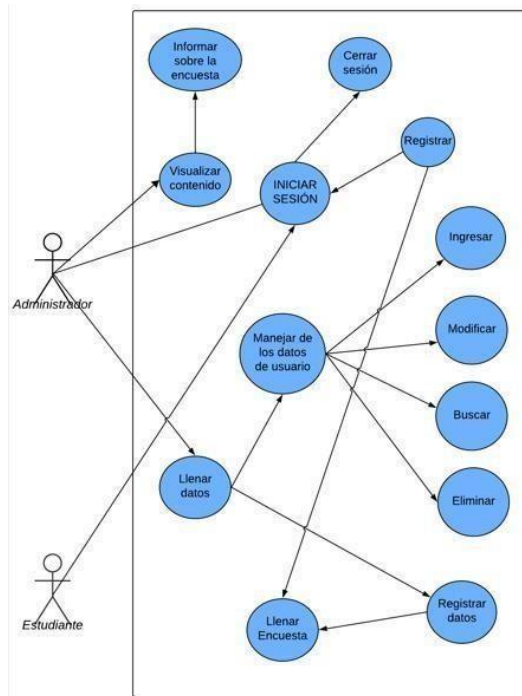 Informar
sobre la
encuesta
Cerrar
sesión
Registrar
Visualizar
contenido
INICIAR
SESIÓN
Ingresar
Administrador
Modificar
Manejar de
los datos
de usuario
Buscar
Llenar
datos
Eliminar
Registrar
datos
Llenar
Encuesta
Estudiante